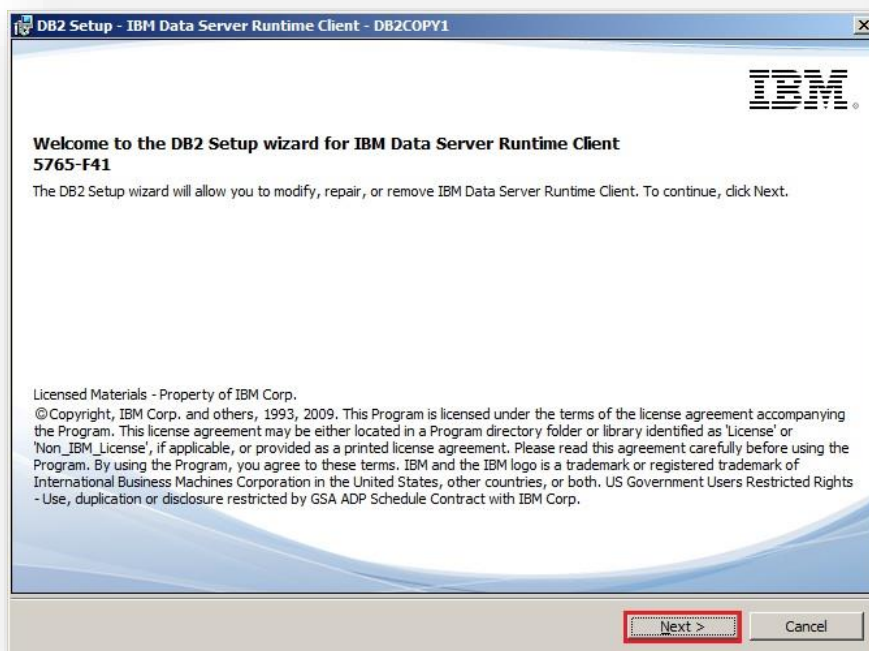 DB2 Setup - IBM Data Server Runtime Client - DB2COPY1
IBM®
Welcome to the DB2 Setup wizard for IBM Data Server Runtime Client
5765-F41
The DB2 Setup wizard will allow you to modify, repair, or remove IBM Data Server Runtime Client. To continue, click Next.
Licensed Materials - Property of IBM Corp.
©Copyright, IBM Corp. and others, 1993, 2009. This Program is licensed under the terms of the license agreement accompanying
the Program. This license agreement may be either located in a Program directory folder or library identified as 'License' or
'Non_IBM_License', if applicable, or provided as a printed license agreement. Please read this agreement carefully before using the
Program. By using the Program, you agree to these terms. IBM and the IBM logo is a trademark or registered trademark of
International Business Machines Corporation in the United States, other countries, or both. US Government Users Restricted Rights
- Use, duplication or disclosure restricted by GSA ADP Schedule Contract with IBM Corp.
Next >
Cancel